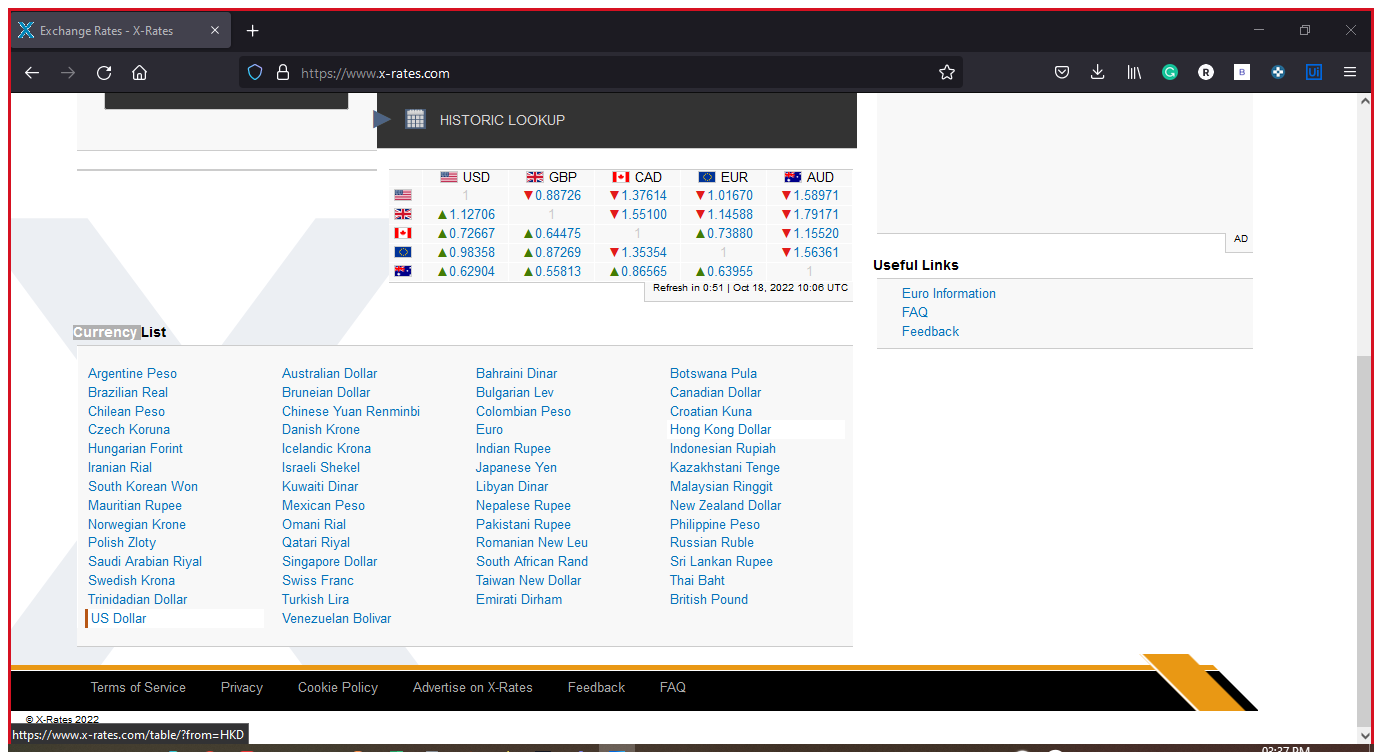 Exchange Rates - X-Rates
https://www.x-rates.com
HISTORIC LOOKUP
USD GBP CAD EUR AUD
1 ▼0.88726 ▼1.37614 ▼1.01670 ▼1.58971
▲1.12706 1 ▼1.55100 ▼1.14588 ▼1.79171
▲0.72667 ▲0.64475 1 ▲0.73880 ▼1.15520
▲0.98358 ▲0.87269 ▼1.35354 1 ▼1.56361
▲0.62904 ▲0.55813 ▲0.86565 ▲0.63955 1
Refresh in 0:51 | Oct 18, 2022 10:06 UTC
AD
Useful Links
Euro Information
FAQ
Feedback
Currency List
Argentine Peso Australian Dollar Bahraini Dinar Botswana Pula
Brazilian Real Bruneian Dollar Bulgarian Lev Canadian Dollar
Chilean Peso Chinese Yuan Renminbi Colombian Peso Croatian Kuna
Czech Koruna Danish Krone Euro Hong Kong Dollar
Hungarian Forint Icelandic Krona Indian Rupee Indonesian Rupiah
Iranian Rial Israeli Shekel Japanese Yen Kazakhstani Tenge
South Korean Won Kuwaiti Dinar Libyan Dinar Malaysian Ringgit
Mauritian Rupee Mexican Peso Nepalese Rupee New Zealand Dollar
Norwegian Krone Omani Rial Pakistani Rupee Philippine Peso
Polish Zloty Qatari Riyal Romanian New Leu Russian Ruble
Saudi Arabian Riyal Singapore Dollar South African Rand Sri Lankan Rupee
Swedish Krona Swiss Franc Taiwan New Dollar Thai Baht
Trinidadian Dollar Turkish Lira Emirati Dirham British Pound
US Dollar Venezuelan Bolivar
Terms of Service Privacy Cookie Policy Advertise on X-Rates Feedback FAQ
© X-Rates 2022
https://www.x-rates.com/table/?from=HKD